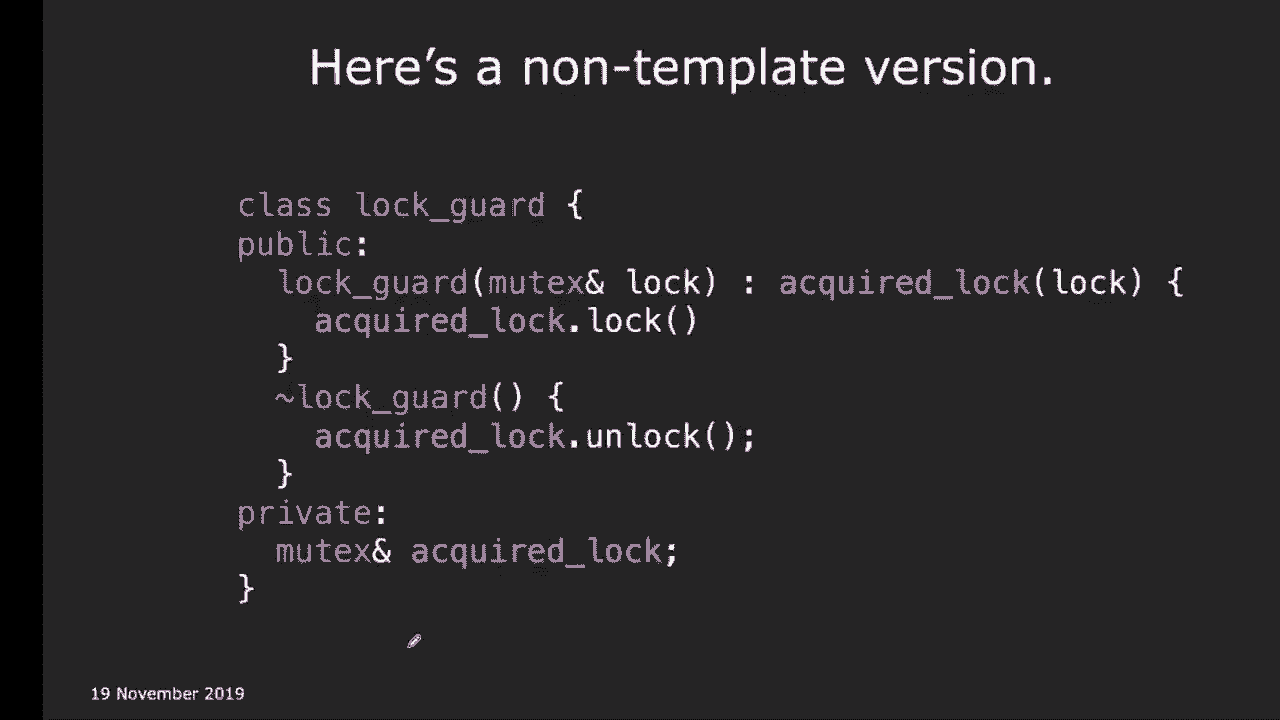 Here’s a non-template version.
class lock_guard {
public:
  lock_guard(mutex& lock) : acquired_lock(lock) {
    acquired_lock.lock()
  }
  ~lock_guard() {
    acquired_lock.unlock();
  }
private:
  mutex& acquired_lock;
}
19 November 2019